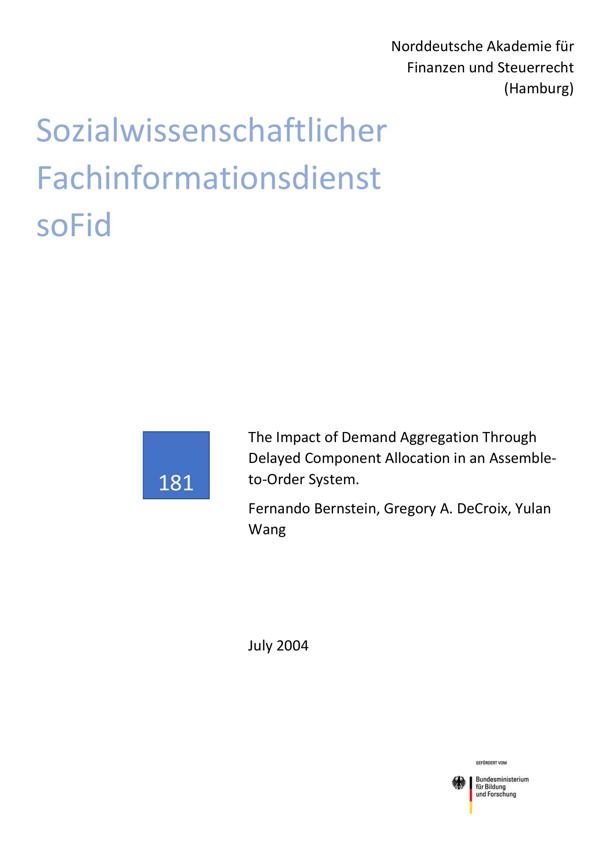 Norddeutsche Akademie für
Finanzen und Steuerrecht
(Hamburg)
Sozialwissenschaftlicher
Fachinformationsdienst
soFid
181
The Impact of Demand Aggregation Through
Delayed Component Allocation in an Assemble-
to-Order System.
Fernando Bernstein, Gregory A. DeCroix, Yulan
Wang
July 2004
GEFÖRDERT VOM
Bundesministerium
für Bildung
und Forschung